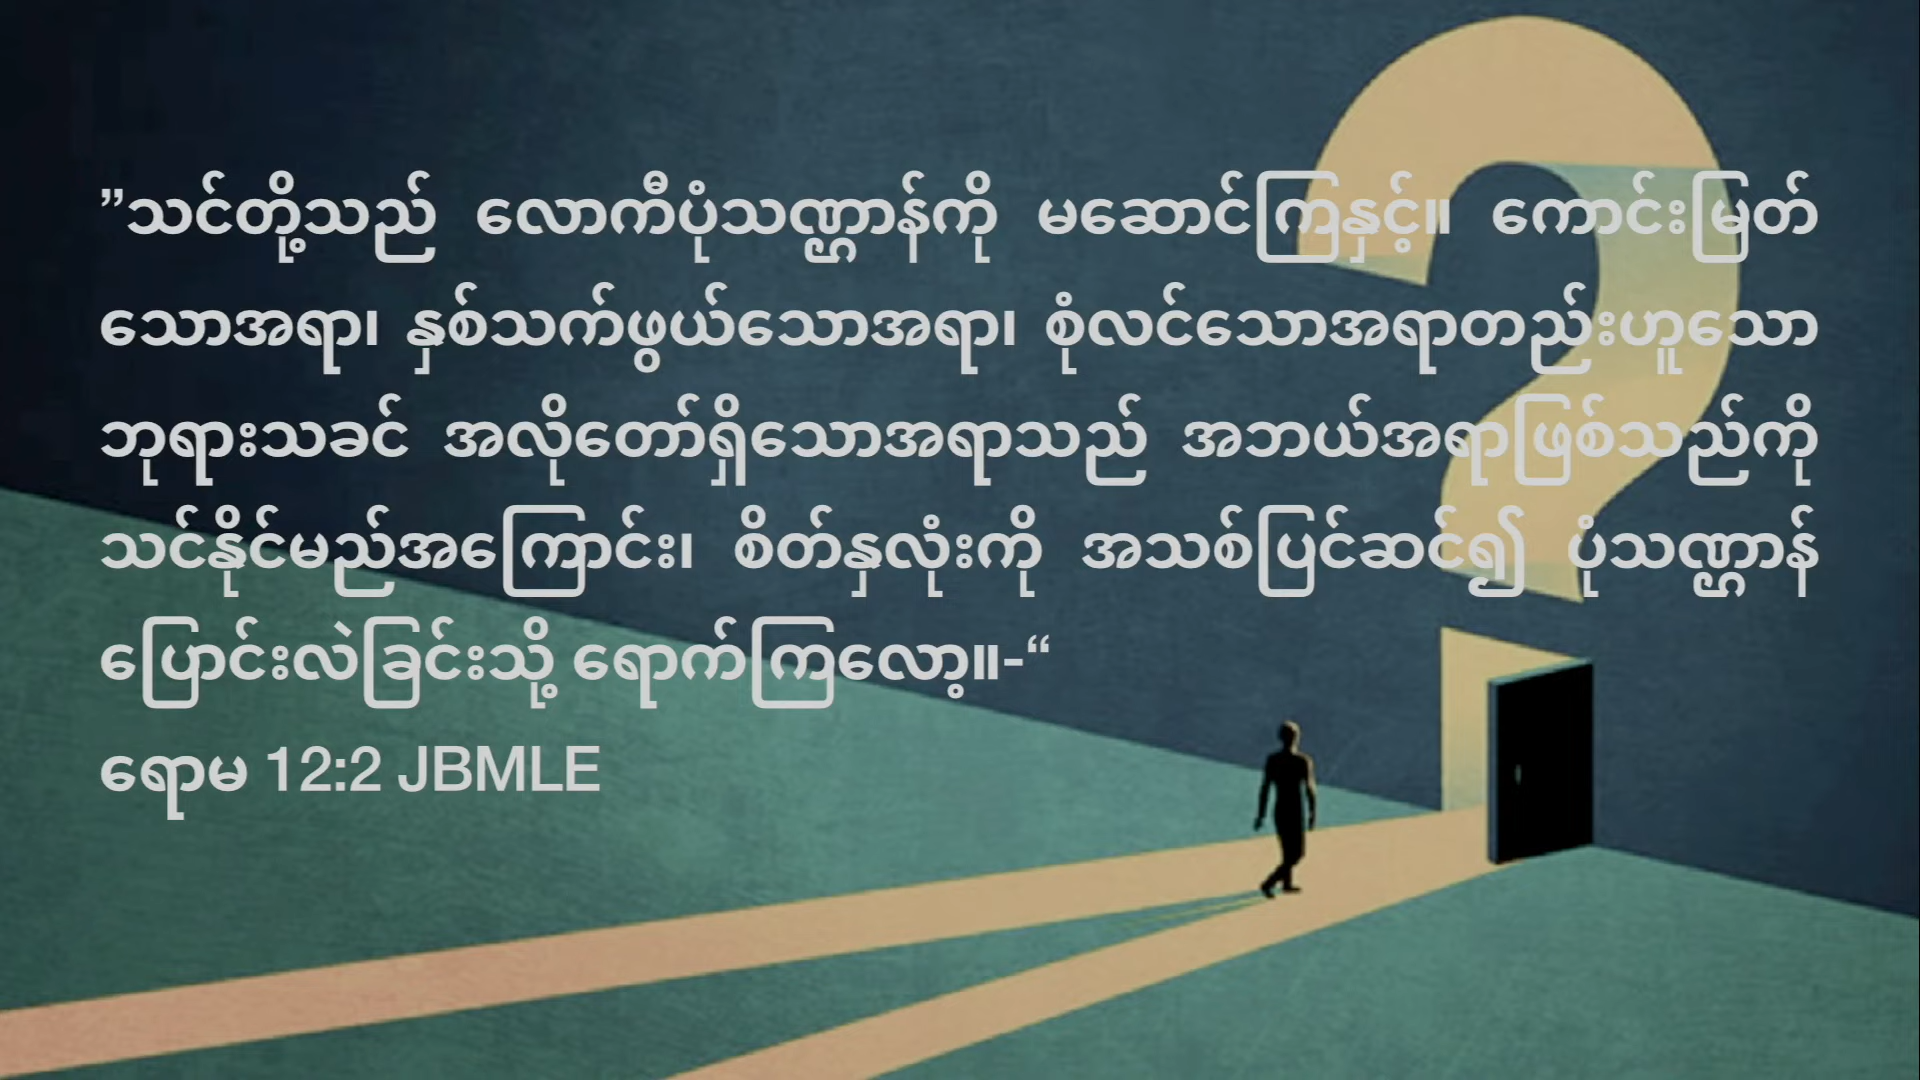 ”သင်တို့သည် လောကီပုံသဏ္ဌာန်ကို မဆောင်ကြနှင့်။ ကောင်းမြတ်
သောအရာ၊ နှစ်သက်ဖွယ်သောအရာ၊ စုံလင်သောအရာတည်းဟူသော
ဘုရားသခင် အလိုတော်ရှိသောအရာသည် အဘယ်အရာဖြစ်သည်ကို
သင်နိုင်မည်အကြောင်း၊ စိတ်နှလုံးကို အသစ်ပြင်ဆင်၍ ပုံသဏ္ဌာန်
ပြောင်းလဲခြင်းသို့ ရောက်ကြလော့။-“
ရောမ 12:2 JBMLE